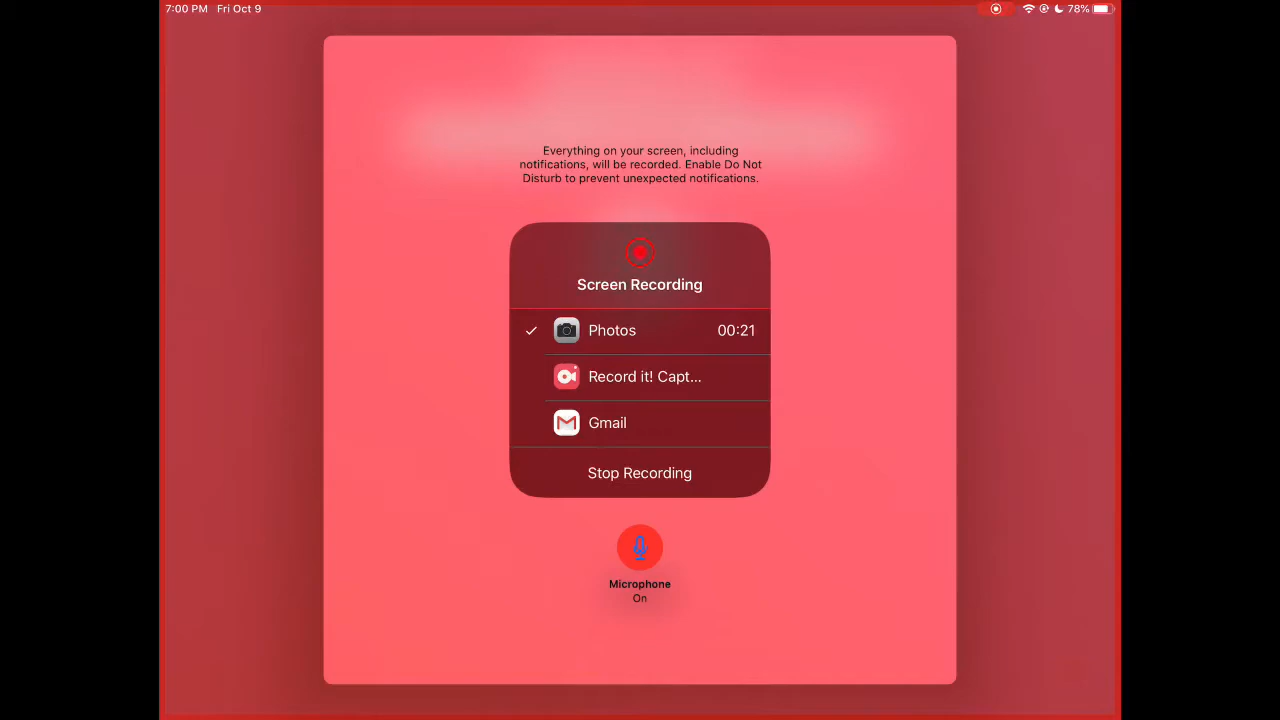 7:00 PM Fri Oct 9
78%
Everything on your screen, including
notifications, will be recorded. Enable Do Not
Disturb to prevent unexpected notifications.
Screen Recording
Photos 00:21
Record it! Capt...
Gmail
Stop Recording
Microphone
On